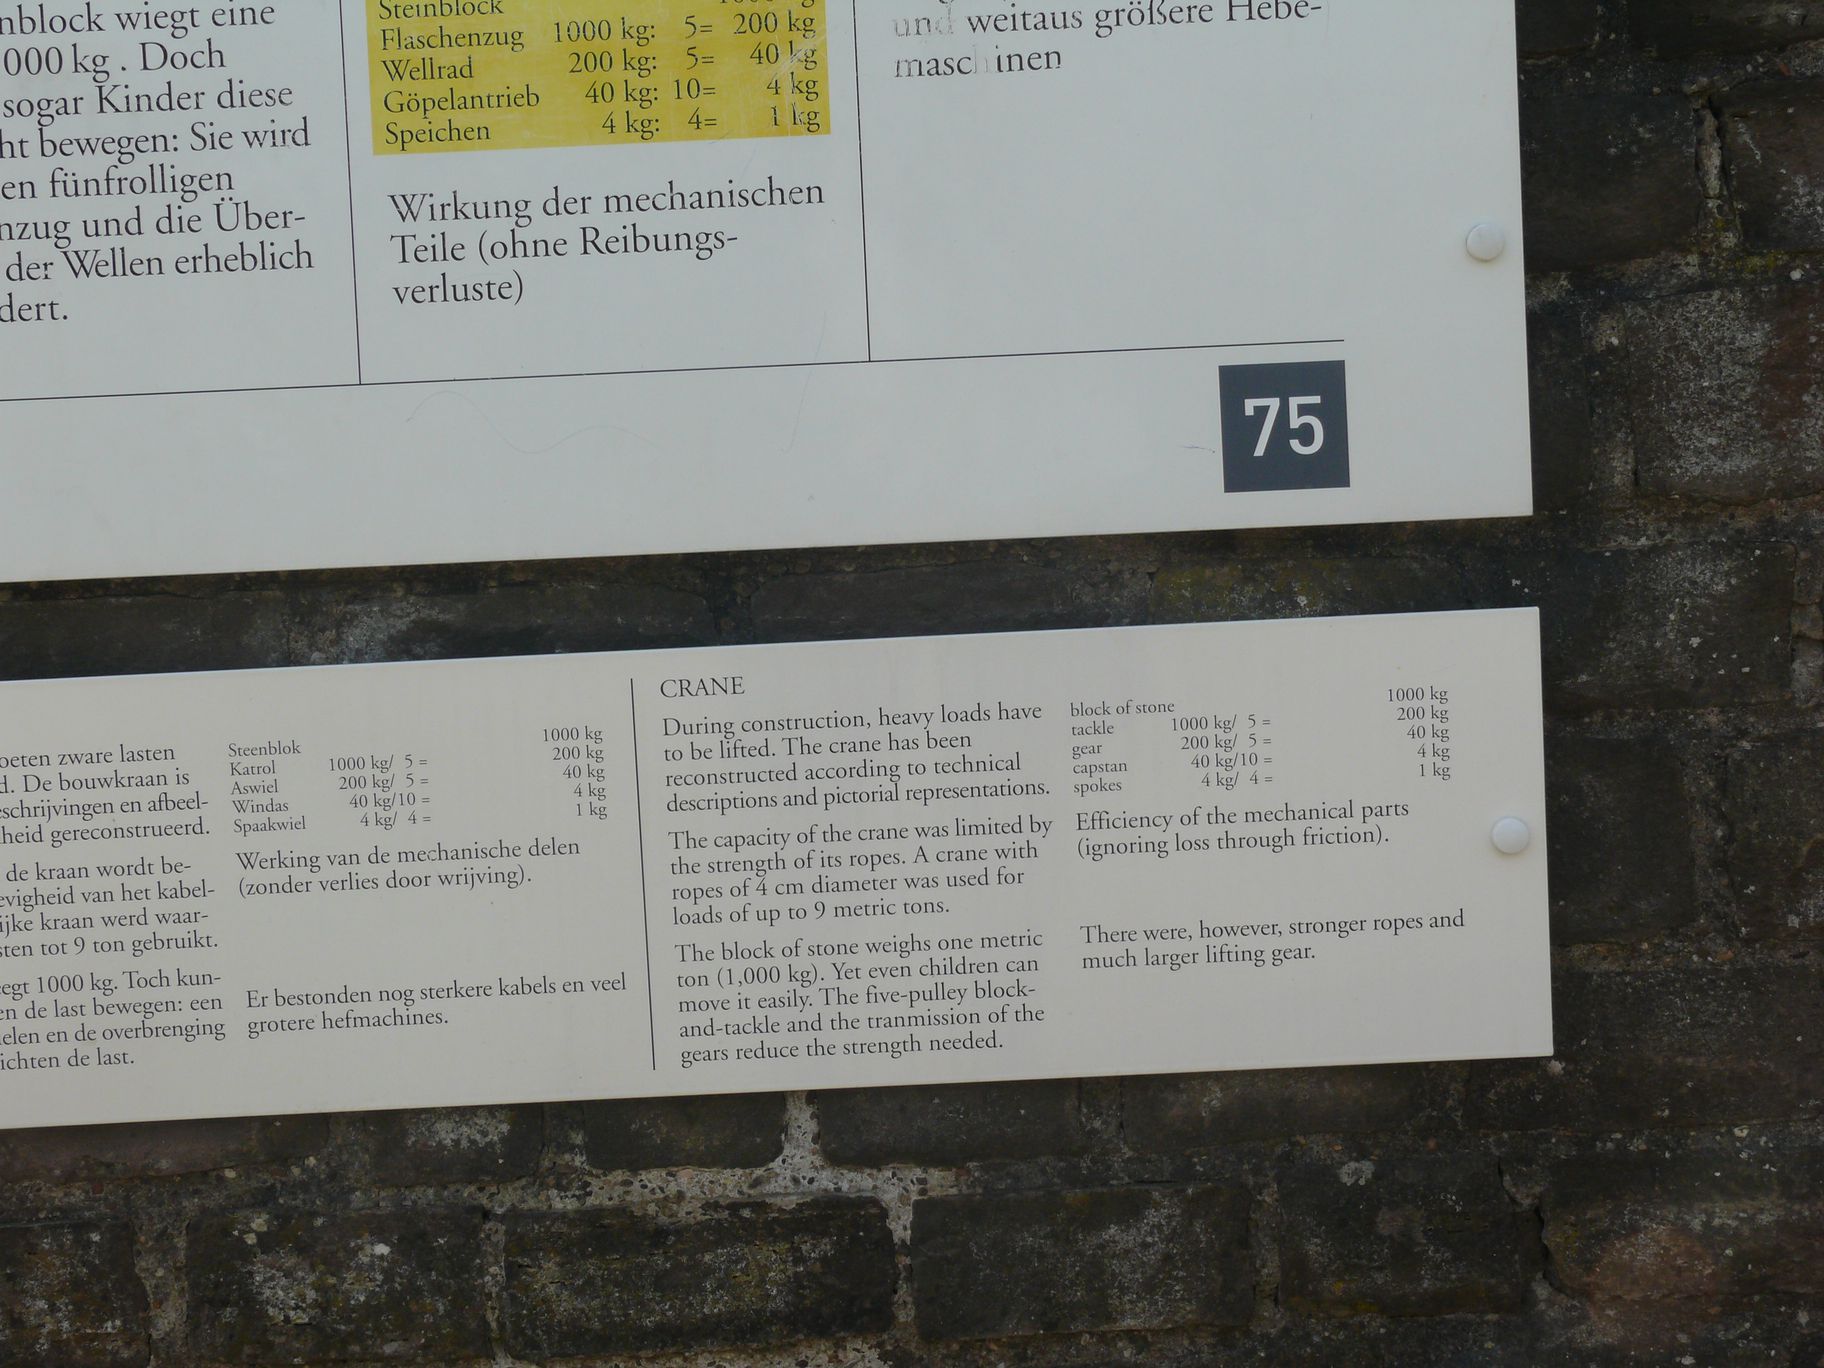 nblock wiegt eine
000 kg . Doch
sogar Kinder diese
ht bewegen: Sie wird
en fünfrolligen
nzug und die Über-
der Wellen erheblich
dert.
Steinblock
Flaschenzug 1000 kg: 5= 200 kg
Wellrad 200 kg: 5= 40 kg
Göpelantrieb 40 kg: 10= 4 kg
Speichen 4 kg: 4= 1 kg
Wirkung der mechanischen
Teile (ohne Reibungs-
verluste)
und weitaus größere Hebe-
maschinen
75
oeten zware lasten
d. De bouwkraan is
eschrijvingen en afbeel-
heid gereconstrueerd.
de kraan wordt be-
evigheid van het kabel-
ijke kraan werd waar-
sten tot 9 ton gebruikt.
egt 1000 kg. Toch kun-
en de last bewegen: een
elen en de overbrenging
ichten de last.
Steenblok 1000 kg
Katrol 1000 kg/ 5 = 200 kg
Aswiel 200 kg/ 5 = 40 kg
Windas 40 kg/10 = 4 kg
Spaakwiel 4 kg/ 4 = 1 kg
Werking van de mechanische delen
(zonder verlies door wrijving).
Er bestonden nog sterkere kabels en veel
grotere hefmachines.
CRANE
During construction, heavy loads have
to be lifted. The crane has been
reconstructed according to technical
descriptions and pictorial representations.
The capacity of the crane was limited by
the strength of its ropes. A crane with
ropes of 4 cm diameter was used for
loads of up to 9 metric tons.
The block of stone weighs one metric
ton (1,000 kg). Yet even children can
move it easily. The five-pulley block-
and-tackle and the tranmission of the
gears reduce the strength needed.
block of stone 1000 kg
tackle 1000 kg/ 5 = 200 kg
gear 200 kg/ 5 = 40 kg
capstan 40 kg/10 = 4 kg
spokes 4 kg/ 4 = 1 kg
Efficiency of the mechanical parts
(ignoring loss through friction).
There were, however, stronger ropes and
much larger lifting gear.